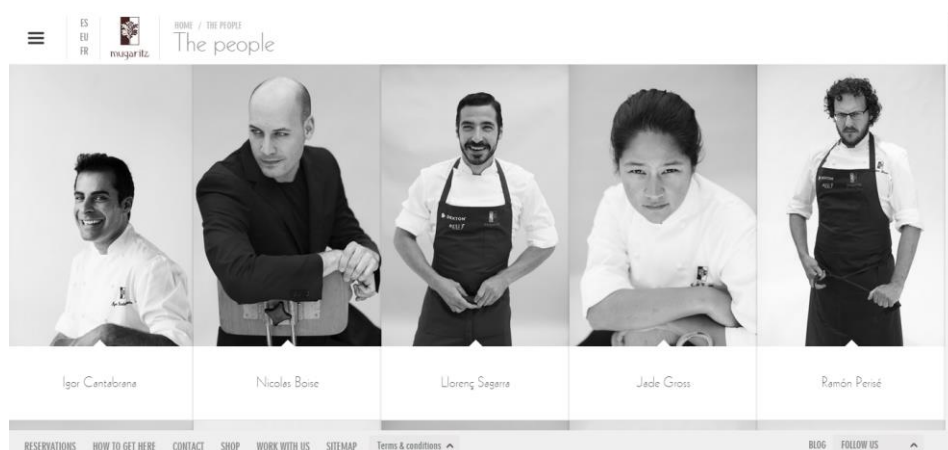 ES
EU
FR
mugaritz
HOME / THE PEOPLE
The people
Igor Cantabrana
Nicolas Boise
Llorenç Sagarra
Jade Gross
Ramón Perisé
RESERVATIONS HOW TO GET HERE CONTACT SHOP WORK WITH US SITEMAP Terms & conditions BLOG FOLLOW US